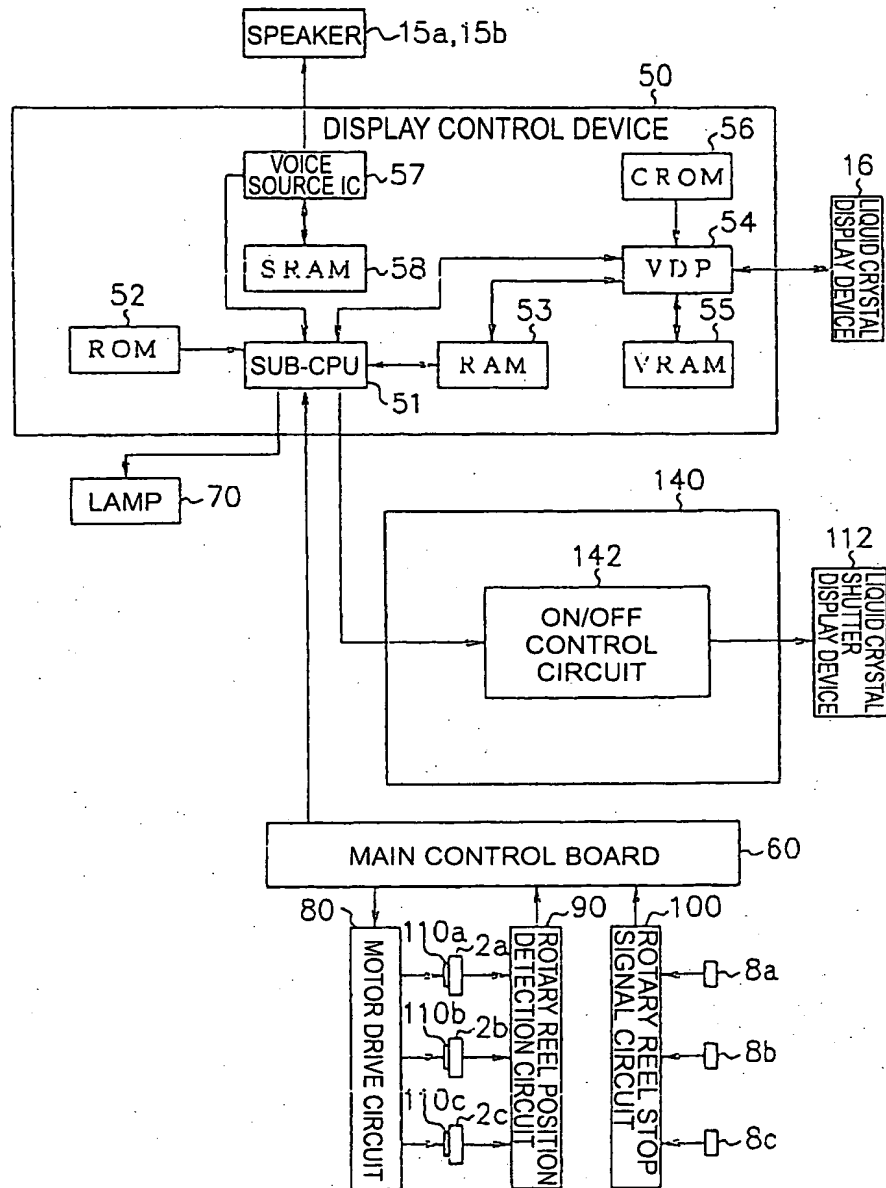 SPEAKER 15a, 15b
50
DISPLAY CONTROL DEVICE
56
VOICE
SOURCE IC 57
CROM
16
LIQUID CRYSTAL
DISPLAY DEVICE
54
SRAM 58
VDP
52
53
55
ROM
SUB-CPU
RAM
VRAM
51
LAMP 70
140
142
112
ON/OFF
CONTROL
CIRCUIT
LIQUID CRYSTAL
SHUTTER
DISPLAY DEVICE
MAIN CONTROL BOARD 60
80
90
100
110a 2a
110b 2b
110c 2c
MOTOR DRIVE CIRCUIT
ROTARY REEL POSITION
DETECTION CIRCUIT
ROTARY REEL STOP
SIGNAL CIRCUIT
8a
8b
8c